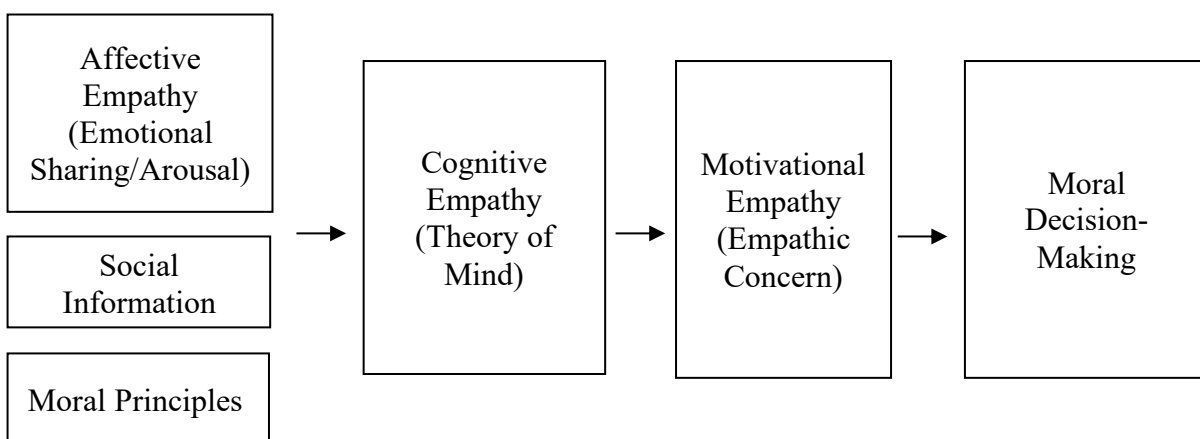 Affective
Empathy
(Emotional
Sharing/Arousal)
Social
Information
Moral Principles
Cognitive
Empathy
(Theory of
Mind)
Motivational
Empathy
(Empathic
Concern)
Moral
Decision-
Making